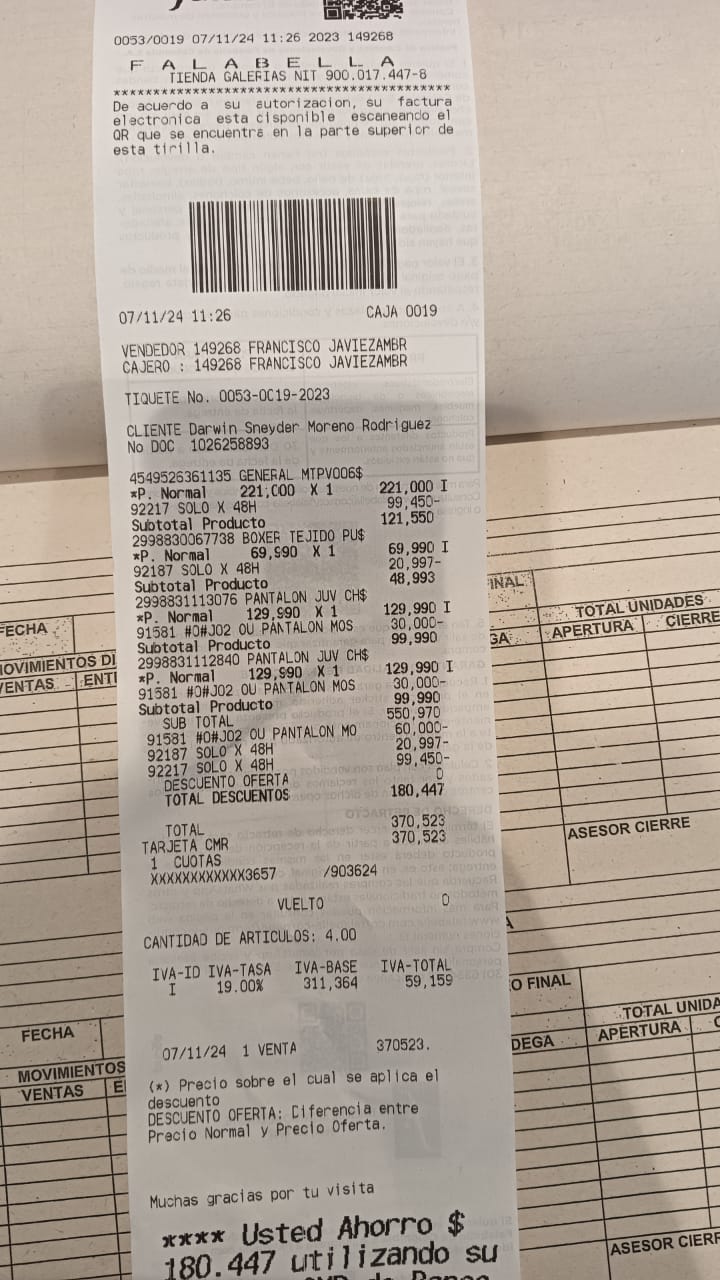 0053/0019 07/11/24 11:26 2023 149268
F A L A B E L L A
TIENDA GALERIAS NIT 900.017.447-8
******************************************
De acuerdo a su autorizacion, su factura
electronica esta cisponible escaneando el
QR que se encuentra en la parte superior de
esta tirilla.
07/11/24 11:26 CAJA 0019
VENDEDOR 149268 FRANCISCO JAVIEZAMBR
CAJERO : 149268 FRANCISCO JAVIEZAMBR
TIQUETE No. 0053-0C19-2023
CLIENTE Darwin Sneyder Moreno Rodriguez
No DOC 1026258893
4549526361135 GENERAL MTPV006$
*P. Normal 221,000 X 1 221,000 I
92217 SOLO X 48H 99,450-
Subtotal Producto 121,550
2998830067738 BOXER TEJIDO PU$
*P. Normal 69,990 X 1 69,990 I
92187 SOLO X 48H 20,997-
Subtotal Producto 48,993
2998831113076 PANTALON JUV CH$
*P. Normal 129,990 X 1 129,990 I
91581 #0#J02 OU PANTALON MOS 30,000-
Subtotal Producto 99,990
2998831112840 PANTALON JUV CH$
*P. Normal 129,990 X 1 129,990 I
91581 #0#J02 OU PANTALON MOS 30,000-
Subtotal Producto 99,990
SUB TOTAL 550,970
91581 #0#J02 OU PANTALON MO 60,000-
92187 SOLO X 48H 20,997-
92217 SOLO X 48H 99,450-
DESCUENTO OFERTA 0
TOTAL DESCUENTOS 180,447
TOTAL 370,523
TARJETA CMR 370,523
1 CUOTAS
XXXXXXXXXXXX3657 /903624
VUELTO 0
CANTIDAD DE ARTICULOS: 4.00
IVA-ID IVA-TASA IVA-BASE IVA-TOTAL
I 19.00% 311,364 59,159
07/11/24 1 VENTA 370523.
(*) Precio sobre el cual se aplica el
descuento
DESCUENTO OFERTA: Diferencia entre
Precio Normal y Precio Oferta.
Muchas gracias por tu visita
**** Usted Ahorro $
180.447 utilizando su
FECHA
MOVIMIENTOS DI
VENTAS ENT
INAL
TOTAL UNIDADES
GA APERTURA CIERRE
ASESOR CIERRE
FECHA
MOVIMIENTOS
VENTAS E
O FINAL
TOTAL UNIDA
DEGA APERTURA C
ASESOR CIERR